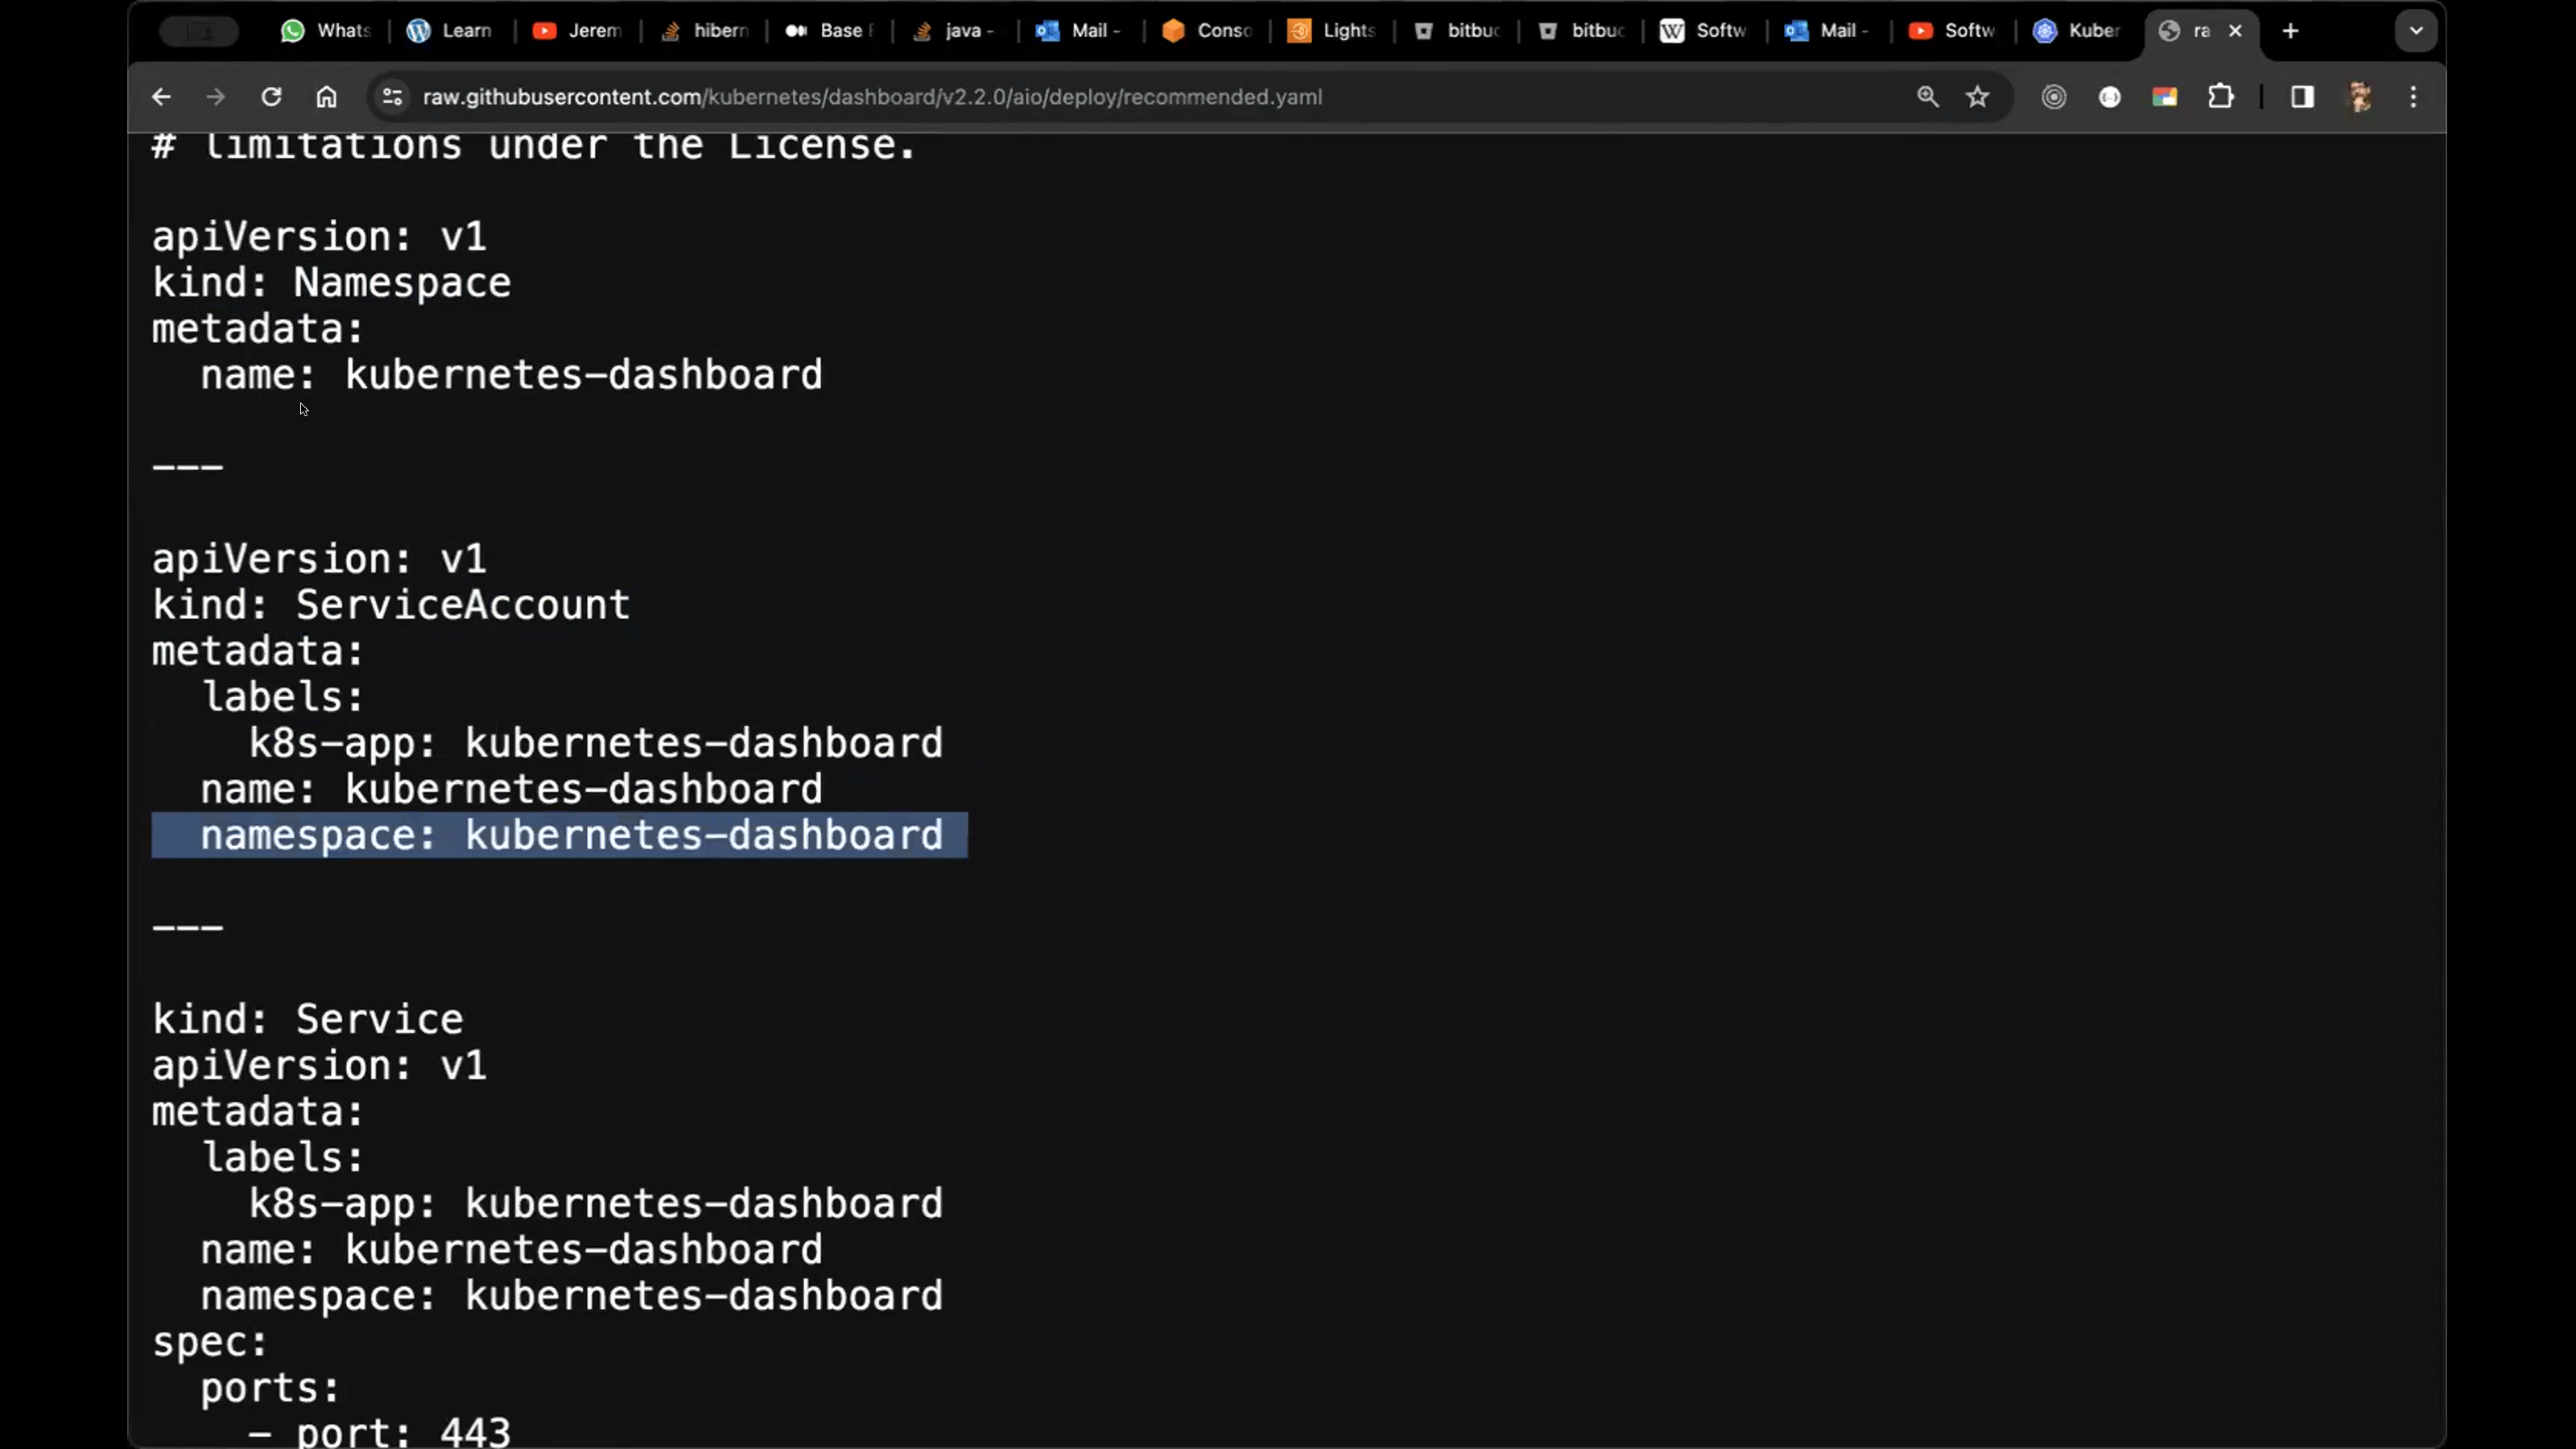 Whats Learn Jerem hibern Base java - Mail - Conso Lights bitbuc bitbuc Softw Mail - Softw Kuber ra
raw.githubusercontent.com/kubernetes/dashboard/v2.2.0/aio/deploy/recommended.yaml
# limitations under the License.
apiVersion: v1
kind: Namespace
metadata:
  name: kubernetes-dashboard
---
apiVersion: v1
kind: ServiceAccount
metadata:
  labels:
    k8s-app: kubernetes-dashboard
  name: kubernetes-dashboard
  namespace: kubernetes-dashboard
---
kind: Service
apiVersion: v1
metadata:
  labels:
    k8s-app: kubernetes-dashboard
  name: kubernetes-dashboard
  namespace: kubernetes-dashboard
spec:
  ports:
    - port: 443